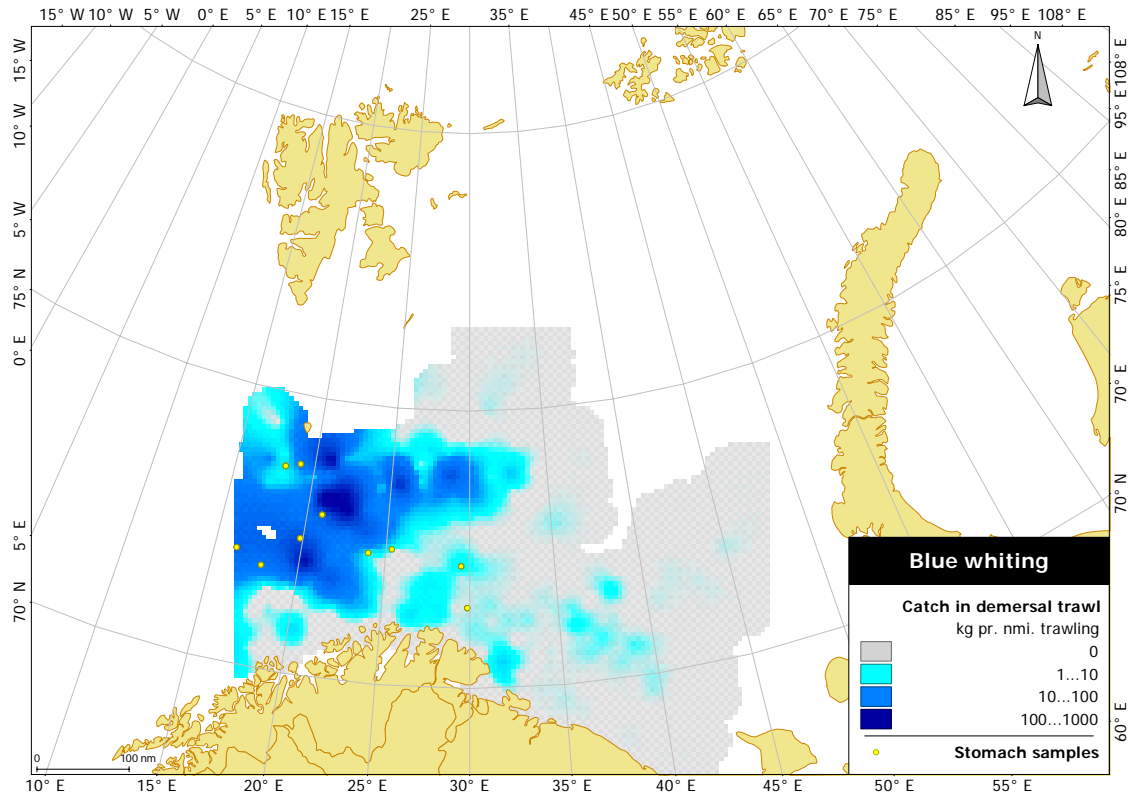 15° W 10° W 5° W 0° E 5° E 10° E 15° E 25° E 35° E 45° E 50° E 55° E 60° E 65° E 70° E 75° E 85° E 95° E 108° E
N
15° W
10° W
5° W
75° N
0° E
5° E
70° N
108° E
95° E
85° E
80° E
75° E
70° E
70° N
60° E
Blue whiting
Catch in demersal trawl
kg pr. nmi. trawling
0
1...10
10...100
100...1000
Stomach samples
0 100 nm
10° E 20° E 25° E 30° E 35° E 40° E 45° E 50° E 55° E